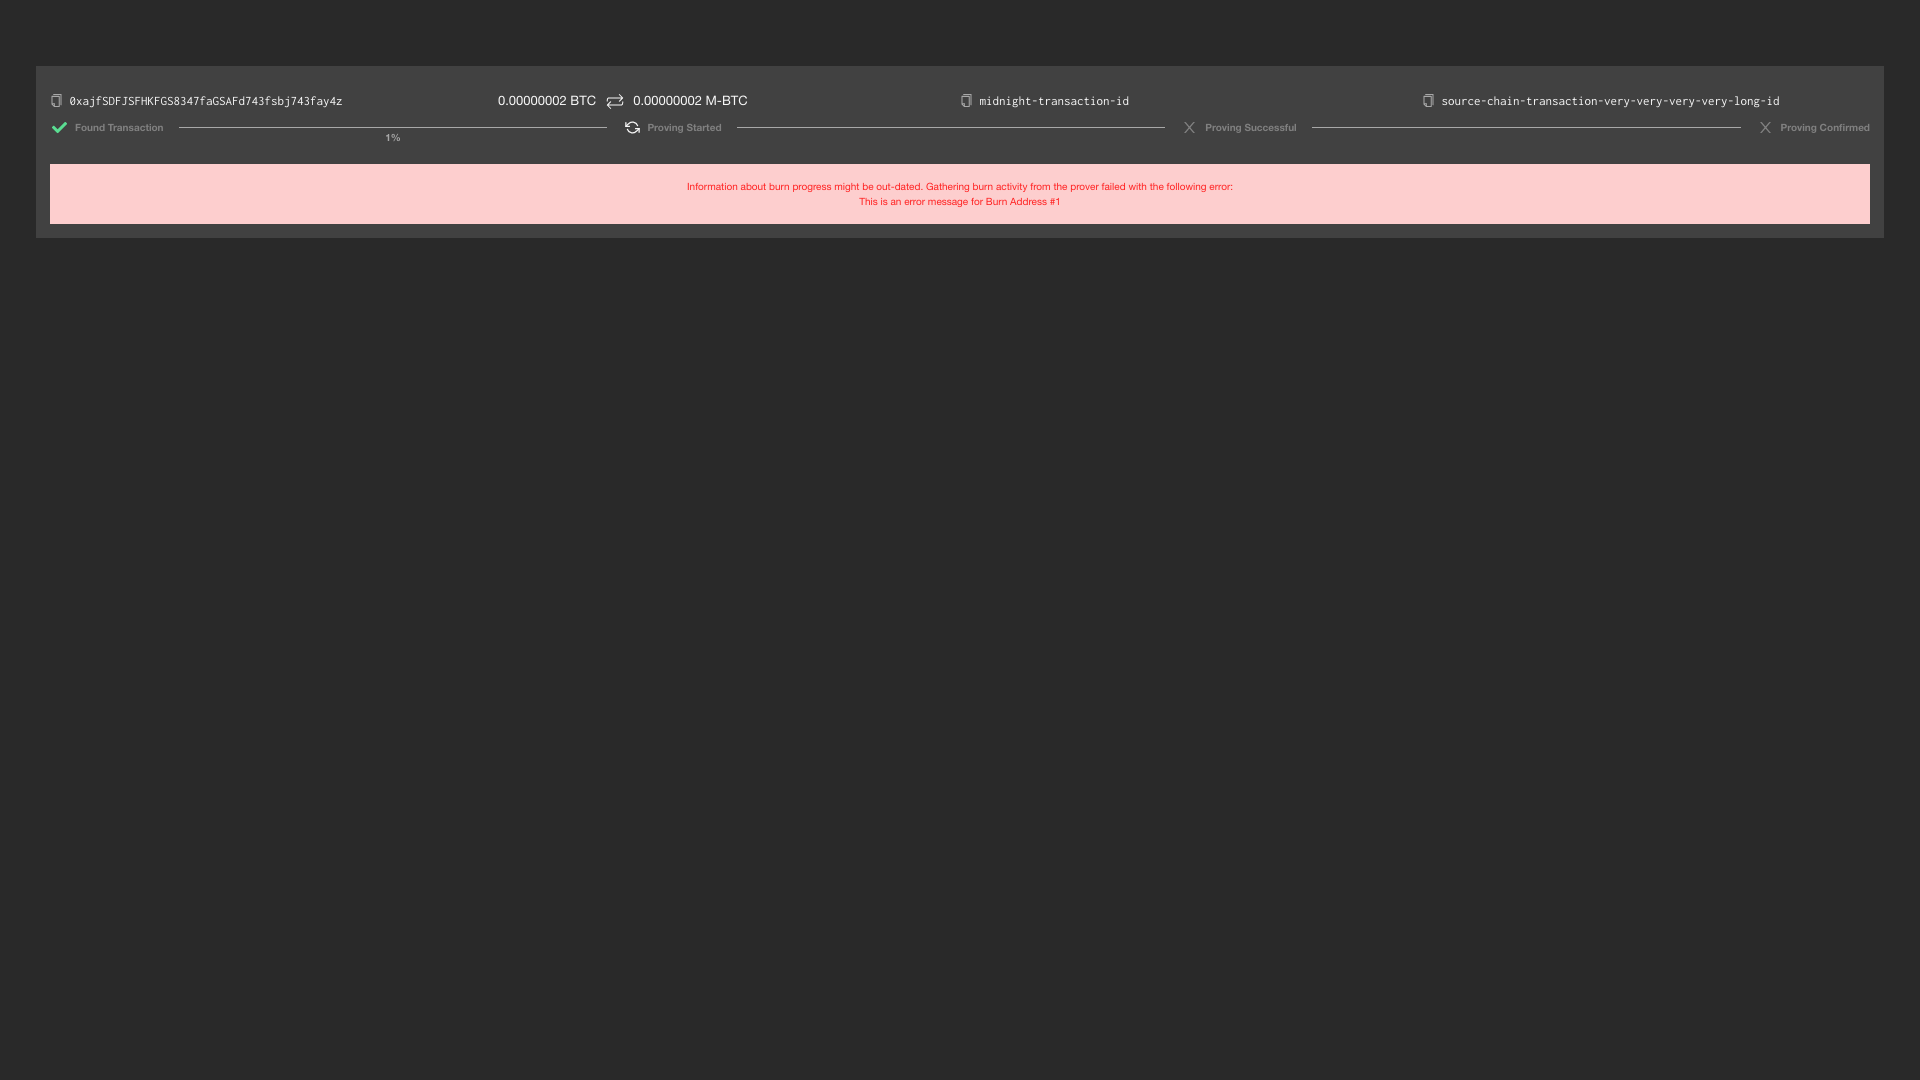 0xajfSDFJSFHKFGS8347faGSAFd743fsbj743fay4z
0.00000002 BTC 0.00000002 M-BTC
midnight-transaction-id
source-chain-transaction-very-very-very-very-long-id
Found Transaction
1%
Proving Started
Proving Successful
Proving Confirmed
Information about burn progress might be out-dated. Gathering burn activity from the prover failed with the following error:
This is an error message for Burn Address #1